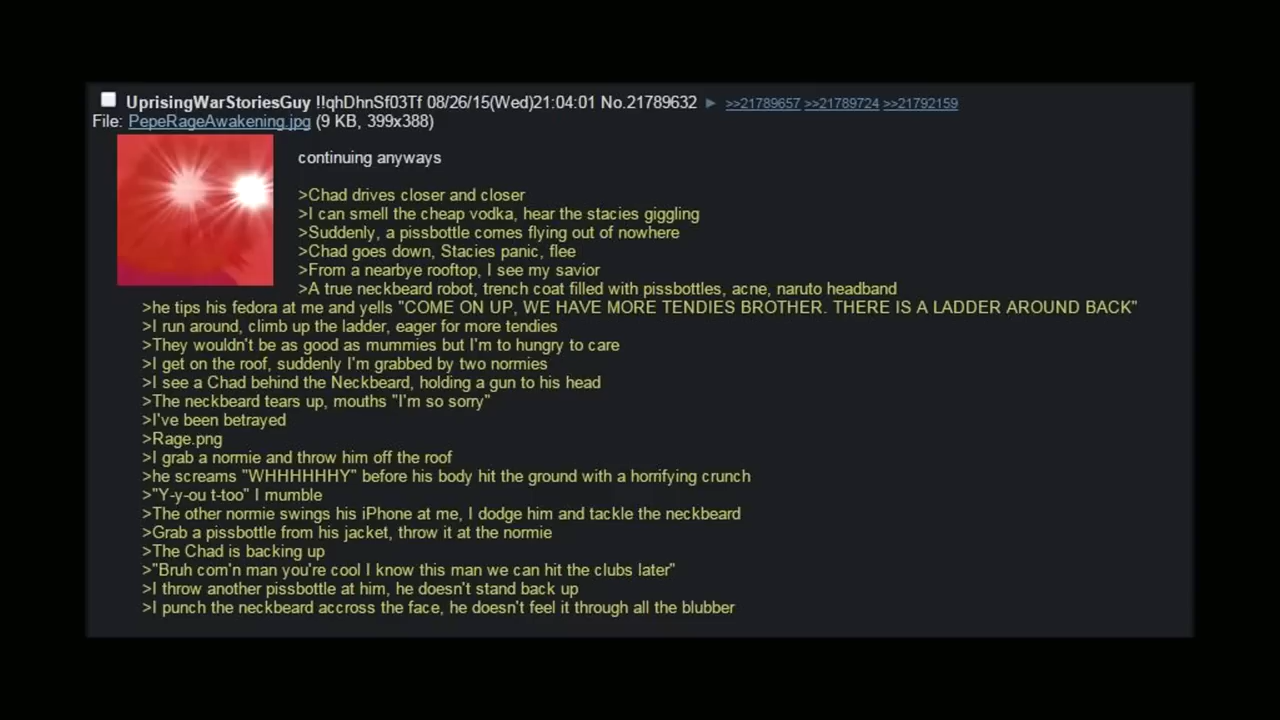 UprisingWarStoriesGuy !!qhDhnSf03Tf 08/26/15(Wed)21:04:01 No.21789632 ▶ >>21789657 >>21789724 >>21792159
File: PepeRageAwakening.jpg (9 KB, 399x388)
continuing anyways
>Chad drives closer and closer
>I can smell the cheap vodka, hear the stacies giggling
>Suddenly, a pissbottle comes flying out of nowhere
>Chad goes down, Stacies panic, flee
>From a nearbye rooftop, I see my savior
>A true neckbeard robot, trench coat filled with pissbottles, acne, naruto headband
>he tips his fedora at me and yells "COME ON UP, WE HAVE MORE TENDIES BROTHER. THERE IS A LADDER AROUND BACK"
>I run around, climb up the ladder, eager for more tendies
>They wouldn't be as good as mummies but I'm to hungry to care
>I get on the roof, suddenly I'm grabbed by two normies
>I see a Chad behind the Neckbeard, holding a gun to his head
>The neckbeard tears up, mouths "I'm so sorry"
>I've been betrayed
>Rage.png
>I grab a normie and throw him off the roof
>he screams "WHHHHHHY" before his body hit the ground with a horrifying crunch
>"Y-y-ou t-too" I mumble
>The other normie swings his iPhone at me, I dodge him and tackle the neckbeard
>Grab a pissbottle from his jacket, throw it at the normie
>The Chad is backing up
>"Bruh com'n man you're cool I know this man we can hit the clubs later"
>I throw another pissbottle at him, he doesn't stand back up
>I punch the neckbeard accross the face, he doesn't feel it through all the blubber